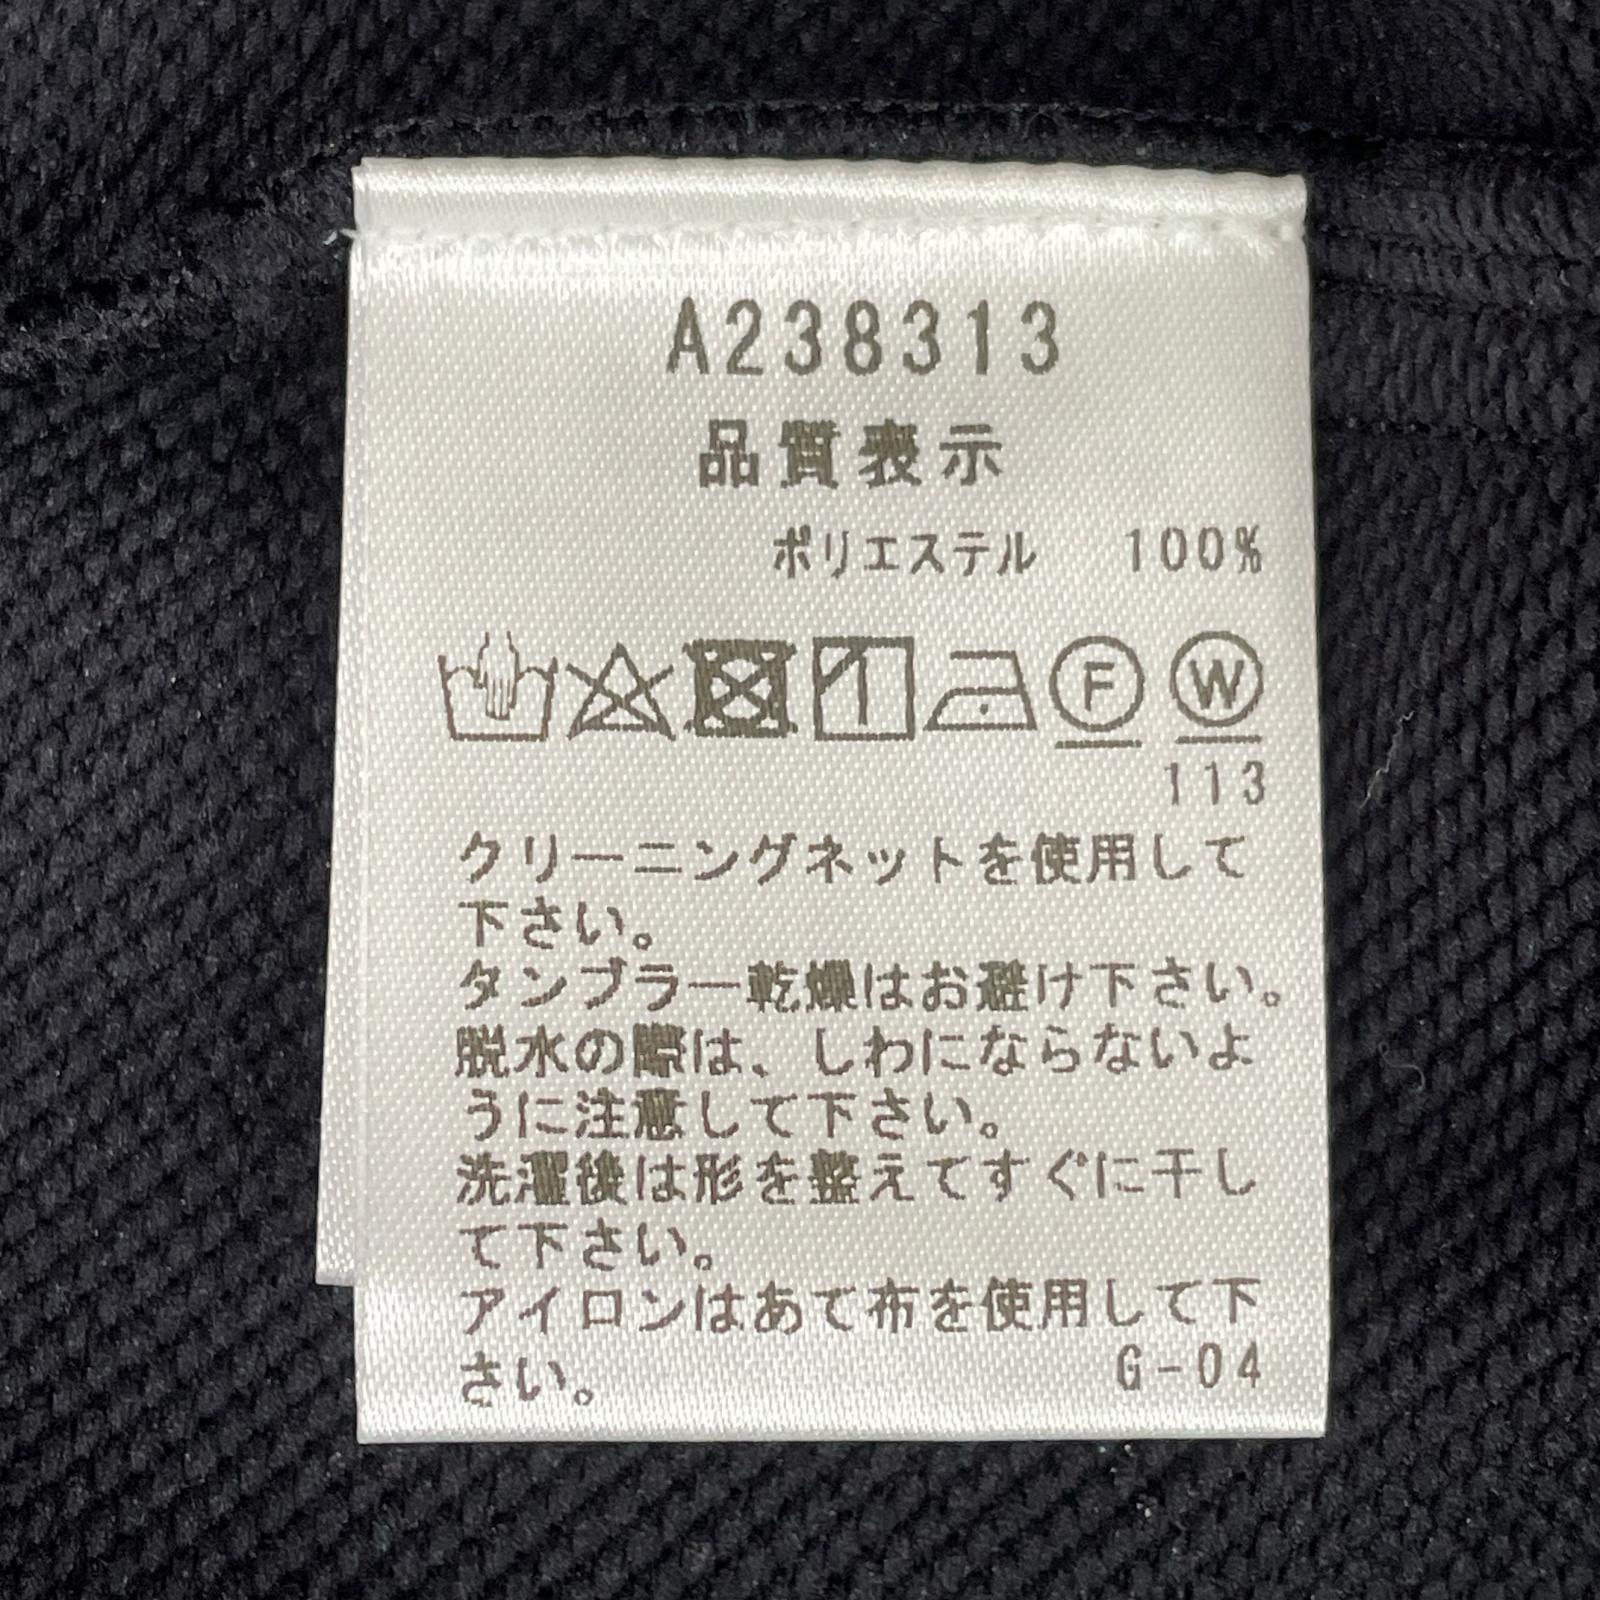 A238313
品質表示
ポリエステル 100%
F W
113
クリーニングネットを使用して
下さい。
タンブラー乾燥はお避け下さい。
脱水の際は、しわにならないよ
うに注意して下さい。
洗濯後は形を整えてすぐに干し
て下さい。
アイロンはあて布を使用して下
さい。 G-04